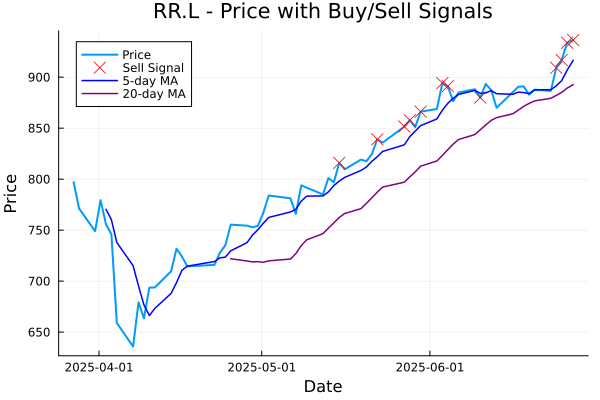 RR.L - Price with Buy/Sell Signals
Price
Sell Signal
5-day MA
20-day MA
900
850
800
750
700
650
Price
2025-04-01
2025-05-01
2025-06-01
Date